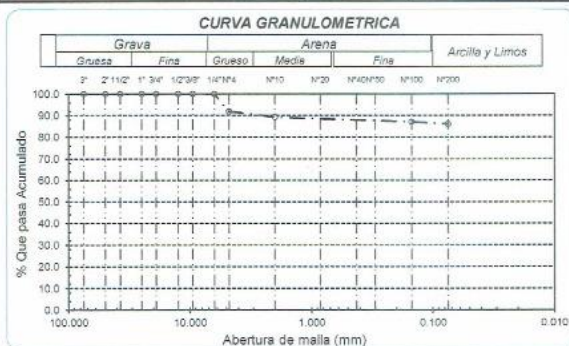 CURVA GRANULOMETRICA
Grava Arena Arcilla y Limos
Gruesa Fina Grueso Media Fina
3" 2" 1 1/2" 1" 3/4" 1/2" 3/8" 1/4" N°4 N°10 N°20 N°40 N°50 N°100 N°200
% Que pasa Acumulado
100.0
90.0
80.0
70.0
60.0
50.0
40.0
30.0
20.0
10.0
0.0
100.000 10.000 1.000 0.100 0.010
Abertura de malla (mm)